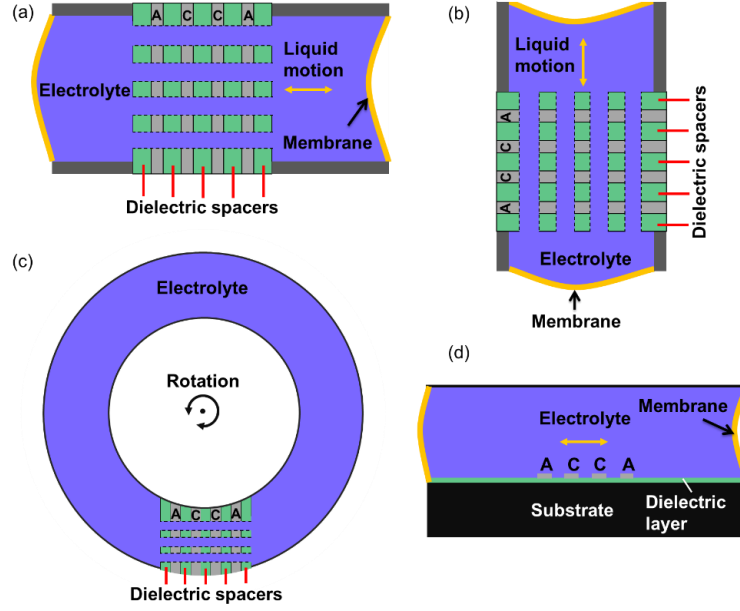 (a)
A C C A
Electrolyte
Liquid
motion
Membrane
Dielectric spacers
(b)
Liquid
motion
A
C
C
A
Dielectric spacers
Electrolyte
Membrane
(c)
Electrolyte
Rotation
A C C A
Dielectric spacers
(d)
Electrolyte
Membrane
A C C A
Substrate
Dielectric
layer